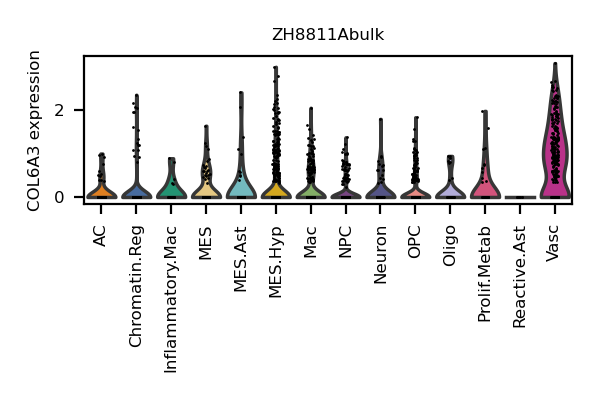 ZH8811Abulk
COL6A3 expression
2
0
AC
Chromatin.Reg
Inflammatory.Mac
MES
MES.Ast
MES.Hyp
Mac
NPC
Neuron
OPC
Oligo
Prolif.Metab
Reactive.Ast
Vasc